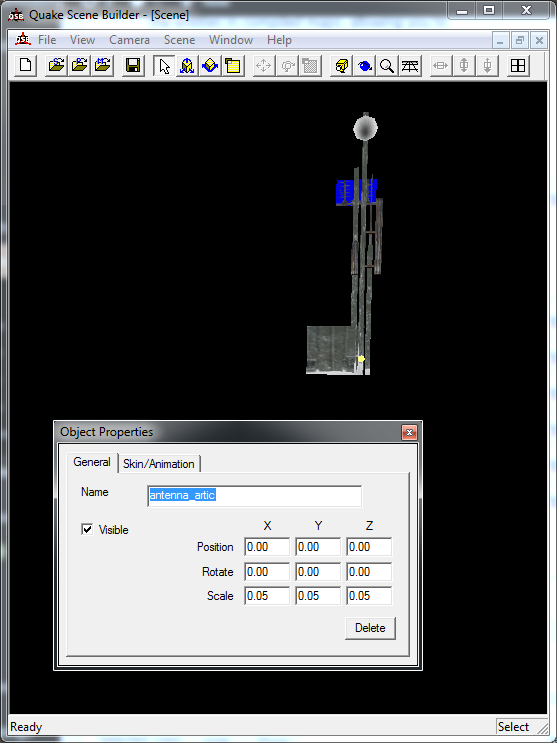 QSB Quake Scene Builder - [Scene]
QSB File View Camera Scene Window Help
Object Properties
General Skin/Animation
Name antenna_artic
Visible X Y Z
Position 0.00 0.00 0.00
Rotate 0.00 0.00 0.00
Scale 0.05 0.05 0.05
Delete
Ready Select